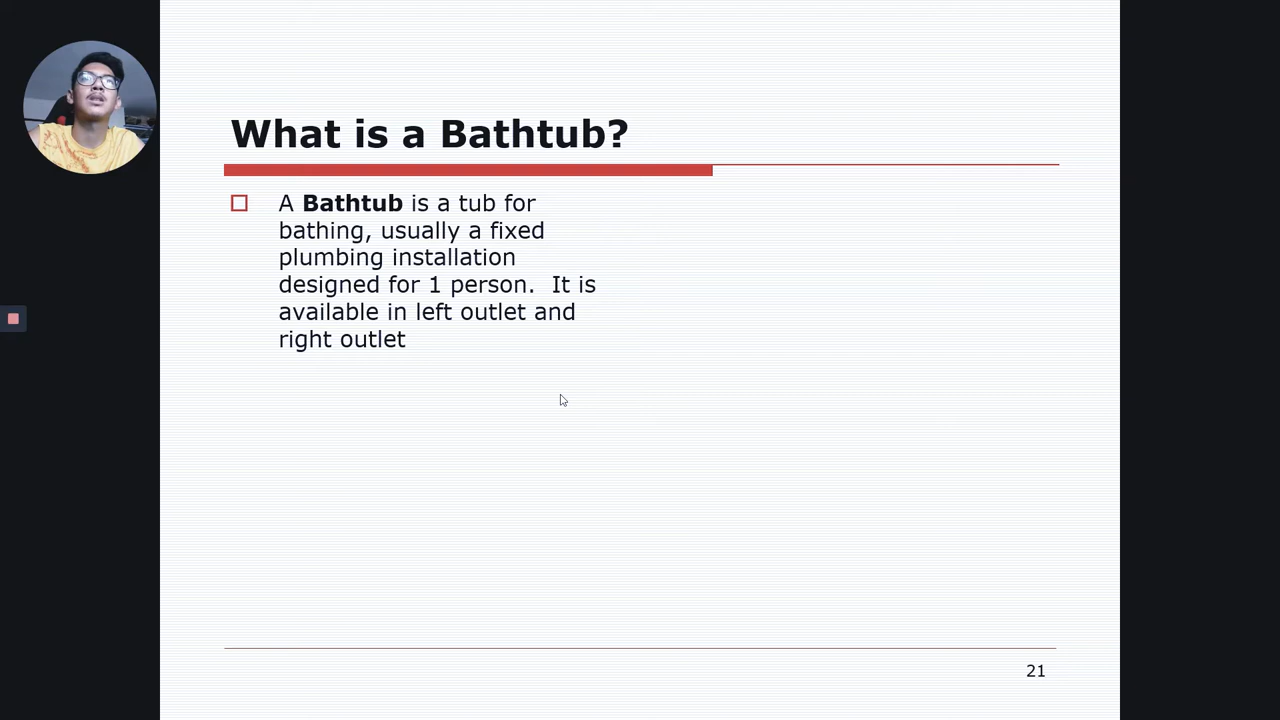 What is a Bathtub?
A Bathtub is a tub for
bathing, usually a fixed
plumbing installation
designed for 1 person.  It is
available in left outlet and
right outlet
21